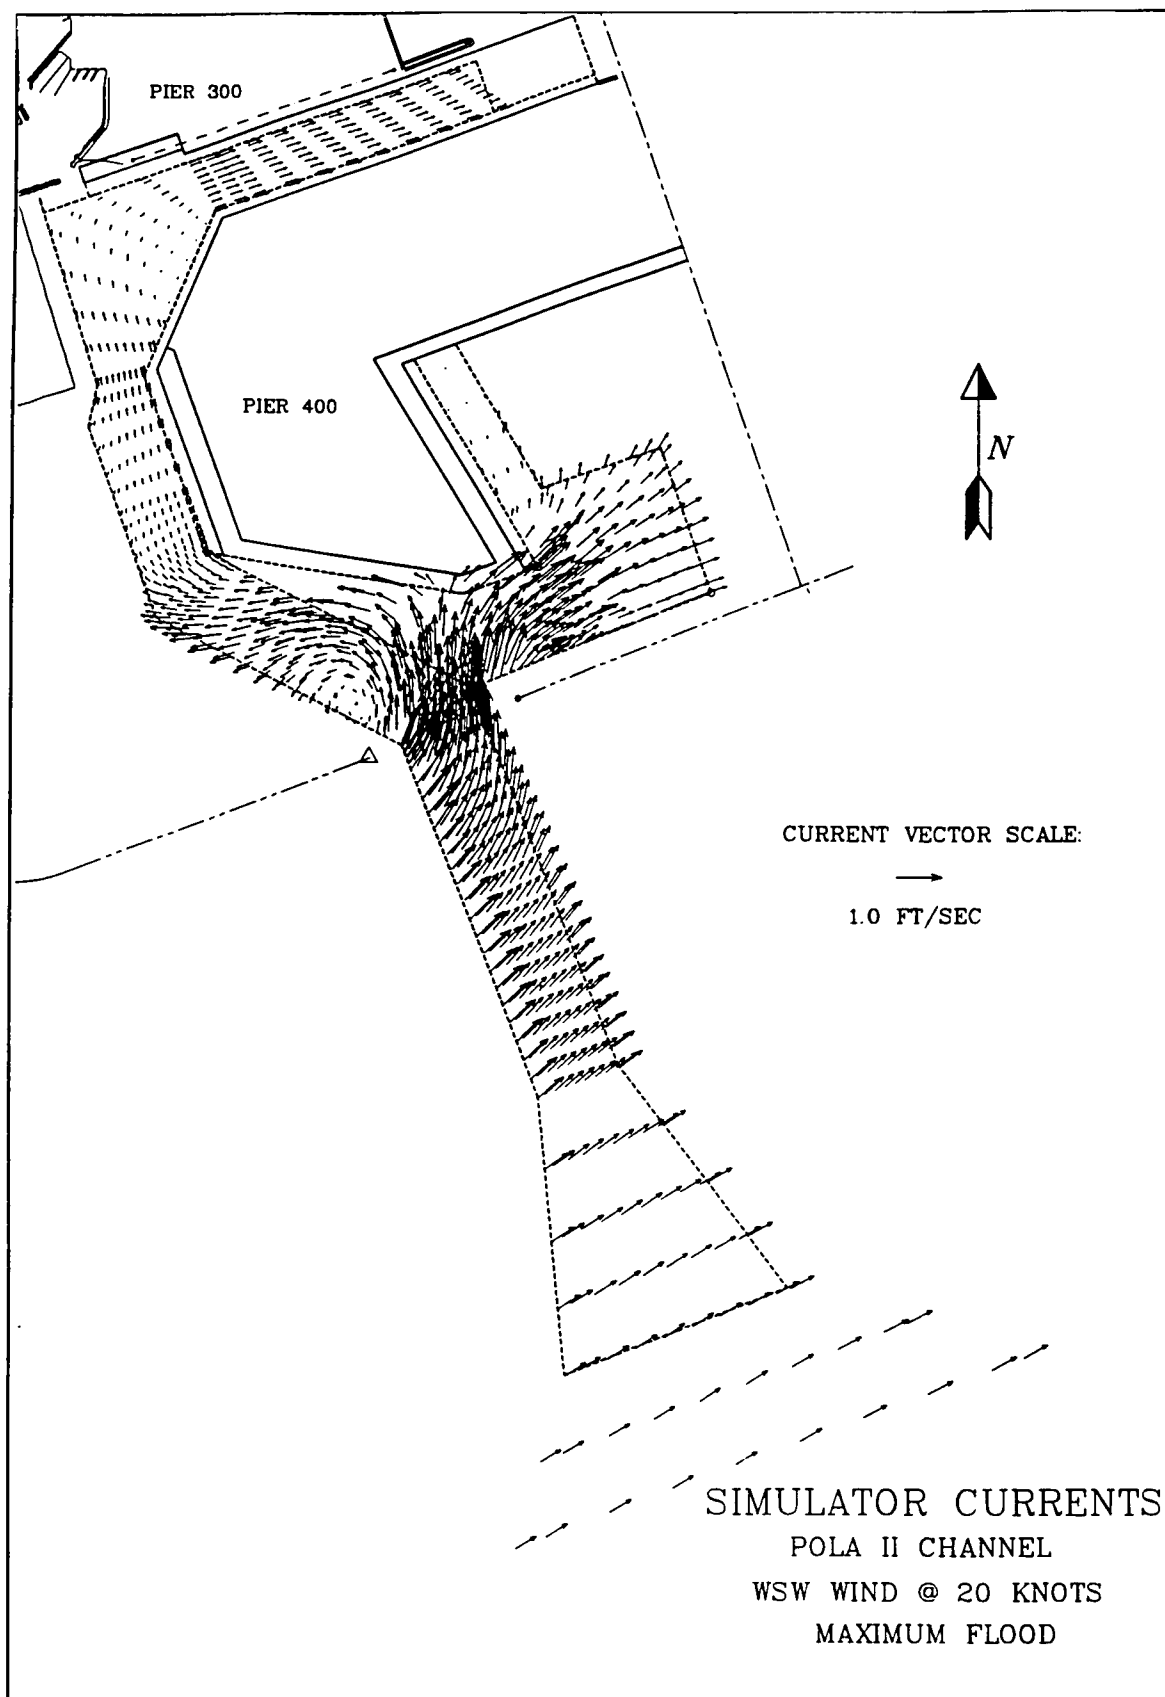 PIER 300
PIER 400
N
CURRENT VECTOR SCALE:
1.0 FT/SEC
SIMULATOR CURRENTS
POLA II CHANNEL
WSW WIND @ 20 KNOTS
MAXIMUM FLOOD